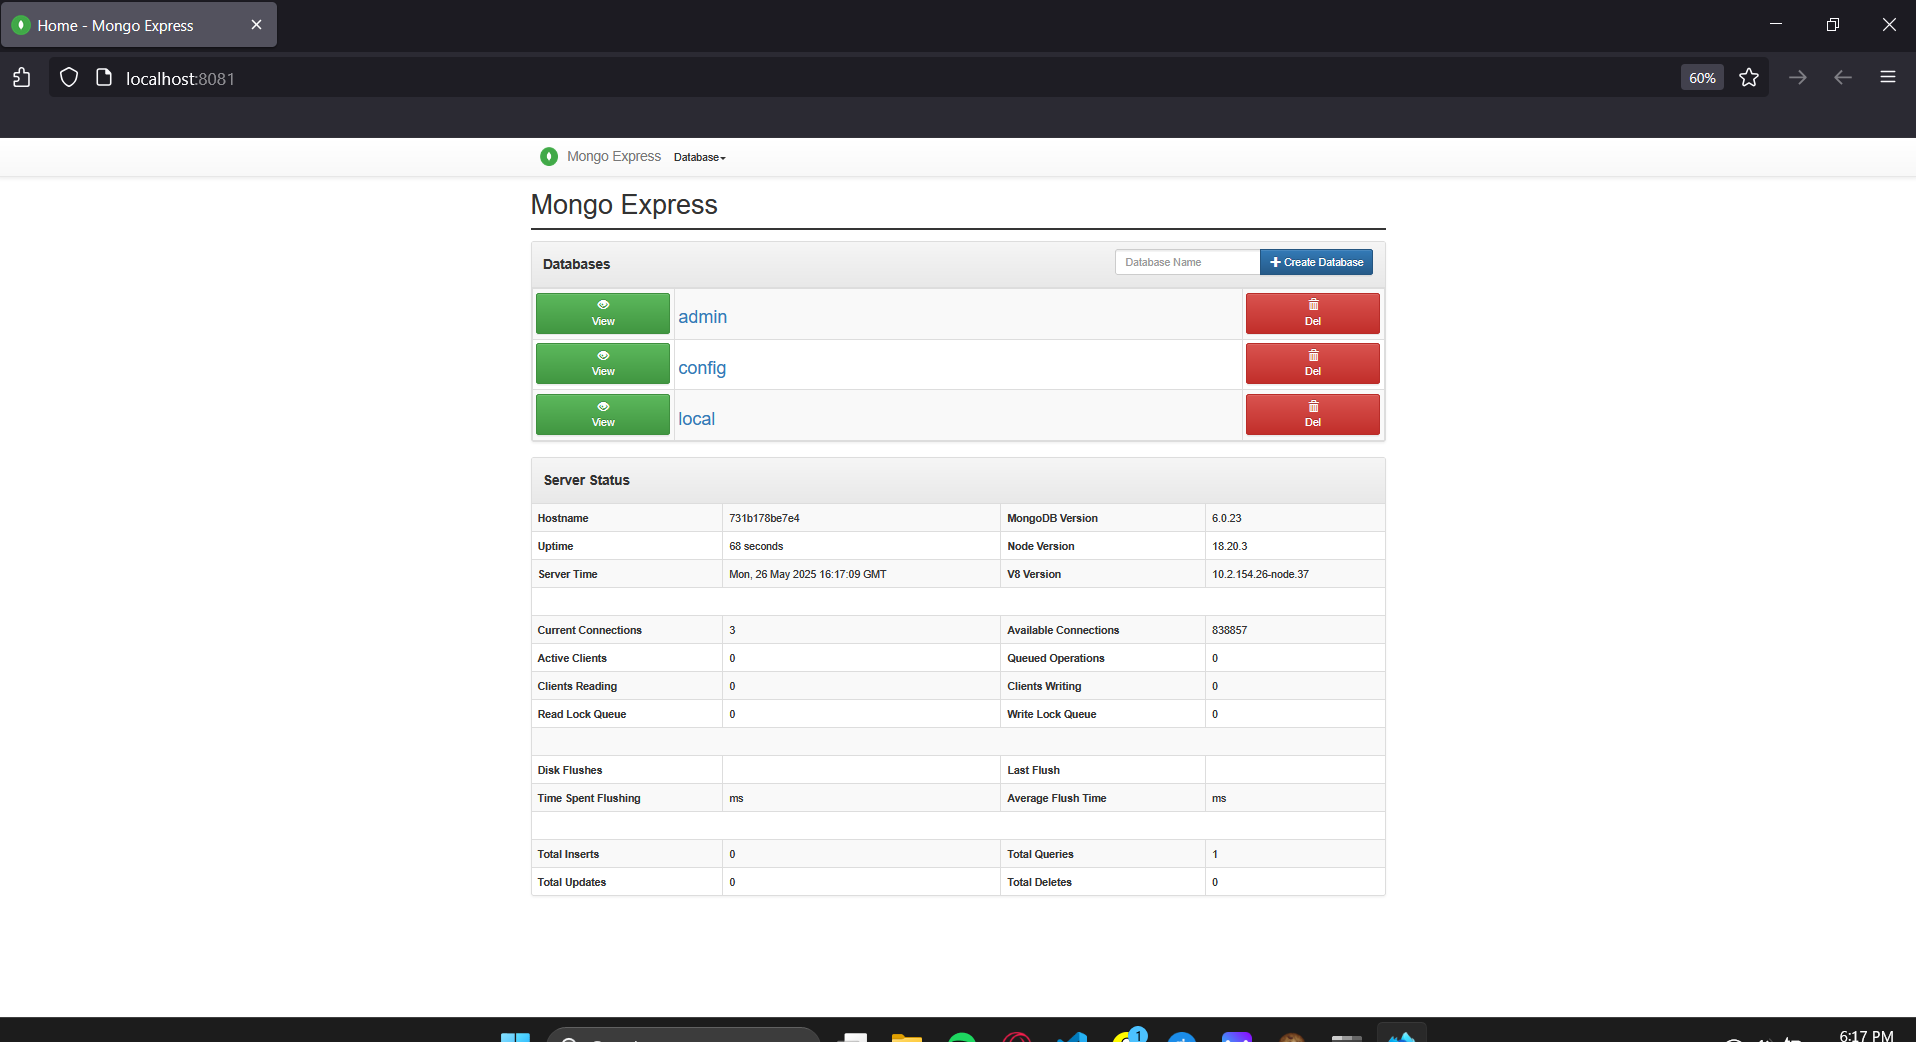 Home - Mongo Express
localhost:8081
60%
Mongo Express Database
Mongo Express
Databases Database Name Create Database
View admin Del
View config Del
View local Del
Server Status
Hostname 731b178be7e4 MongoDB Version 6.0.23
Uptime 68 seconds Node Version 18.20.3
Server Time Mon, 26 May 2025 16:17:09 GMT V8 Version 10.2.154.26-node.37
Current Connections 3 Available Connections 838857
Active Clients 0 Queued Operations 0
Clients Reading 0 Clients Writing 0
Read Lock Queue 0 Write Lock Queue 0
Disk Flushes Last Flush
Time Spent Flushing ms Average Flush Time ms
Total Inserts 0 Total Queries 1
Total Updates 0 Total Deletes 0
1
6:17 PM